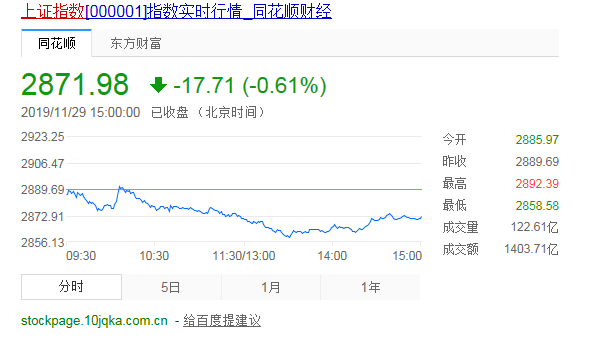 上证指数[000001]指数实时行情_同花顺财经
同花顺 东方财富
2871.98 -17.71 (-0.61%)
2019/11/29 15:00:00 已收盘 （北京时间）
2923.25
2906.47
2889.69
2872.91
2856.13
09:30 10:30 11:30/13:00 14:00 15:00
今开 2885.97
昨收 2889.69
最高 2892.39
最低 2858.58
成交量 122.61亿
成交额 1403.71亿
分时 5日 1月 1年
stockpage.10jqka.com.cn - 给百度提建议